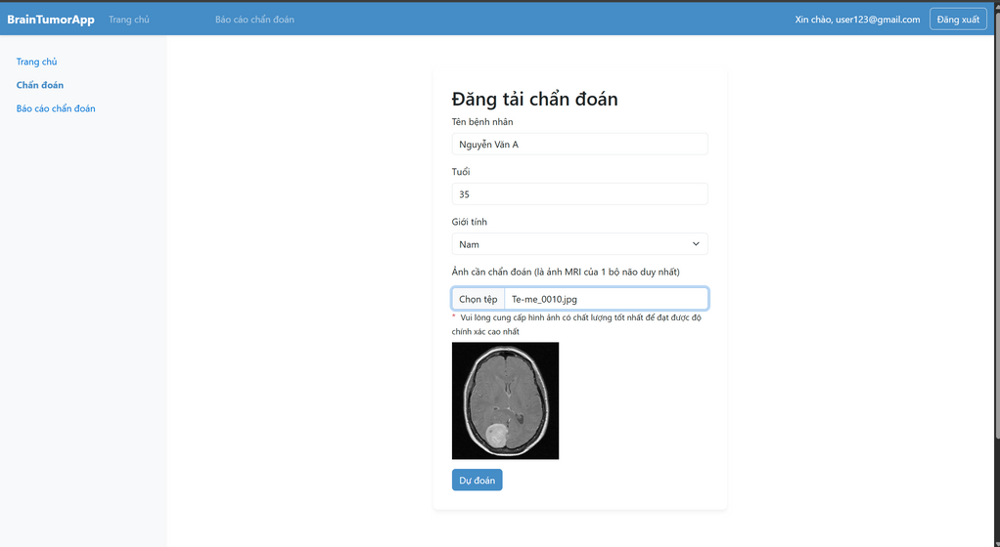 BrainTumorApp Trang chủ Báo cáo chẩn đoán Xin chào, user123@gmail.com Đăng xuất
Trang chủ
Chẩn đoán
Báo cáo chẩn đoán
Đăng tải chẩn đoán
Tên bệnh nhân
Nguyễn Văn A
Tuổi
35
Giới tính
Nam
Ảnh cần chẩn đoán (là ảnh MRI của 1 bộ não duy nhất)
Chọn tệp Te-me_0010.jpg
* Vui lòng cung cấp hình ảnh có chất lượng tốt nhất để đạt được độ
chính xác cao nhất
Dự đoán